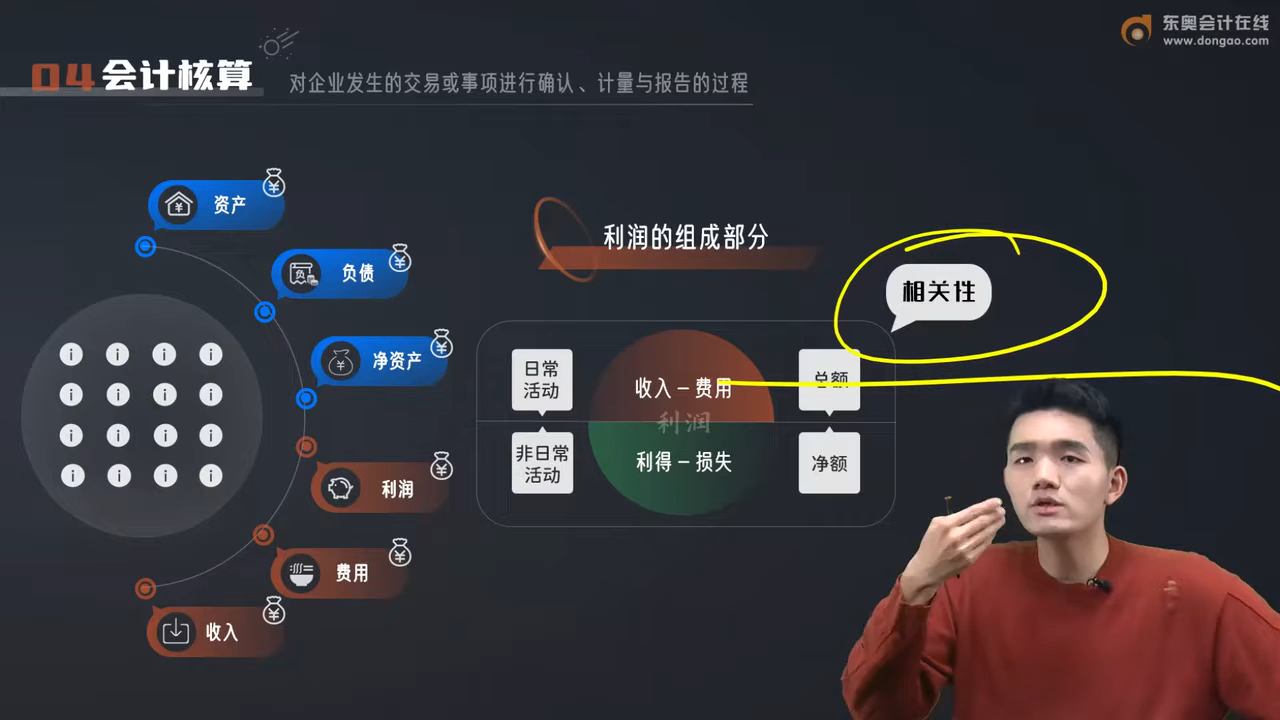 东奥会计在线
www.dongao.com
04 会计核算
对企业发生的交易或事项进行确认、计量与报告的过程
资产
负债
净资产
利润
费用
收入
利润的组成部分
相关性
日常
活动
收入－费用
总额
利润
非日常
活动
利得－损失
净额